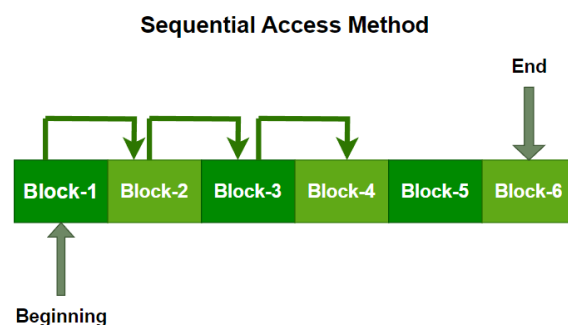 Sequential Access Method
End
Block-1 Block-2 Block-3 Block-4 Block-5 Block-6
Beginning